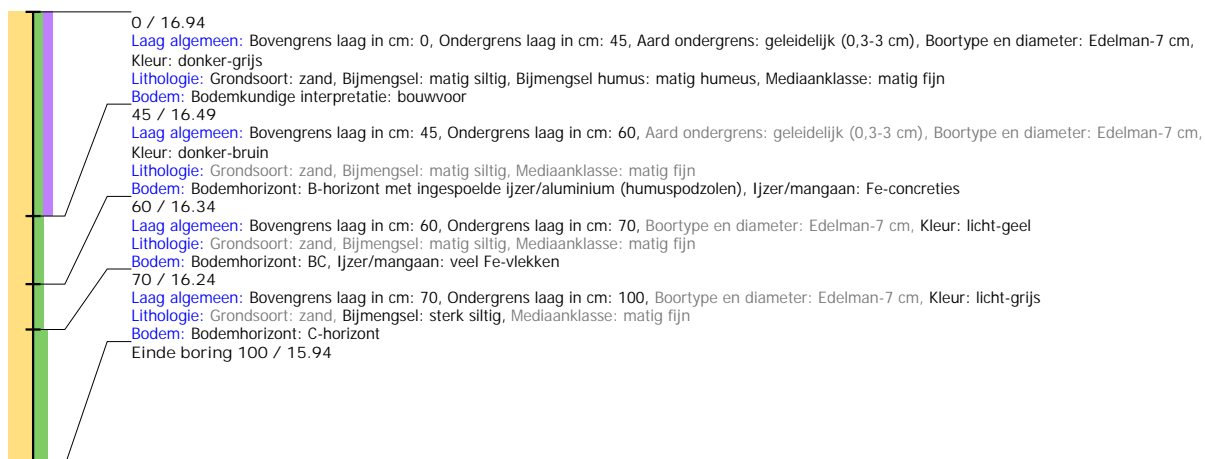 0 / 16.94
Laag algemeen: Bovengrens laag in cm: 0, Ondergrens laag in cm: 45, Aard ondergrens: geleidelijk (0,3-3 cm), Boortype en diameter: Edelman-7 cm,
Kleur: donker-grijs
Lithologie: Grondsoort: zand, Bijmengsel: matig siltig, Bijmengsel humus: matig humeus, Mediaanklasse: matig fijn
Bodem: Bodemkundige interpretatie: bouwvoor
45 / 16.49
Laag algemeen: Bovengrens laag in cm: 45, Ondergrens laag in cm: 60, Aard ondergrens: geleidelijk (0,3-3 cm), Boortype en diameter: Edelman-7 cm,
Kleur: donker-bruin
Lithologie: Grondsoort: zand, Bijmengsel: matig siltig, Mediaanklasse: matig fijn
Bodem: Bodemhorizont: B-horizont met ingespoelde ijzer/aluminium (humuspodzolen), Ijzer/mangaan: Fe-concreties
60 / 16.34
Laag algemeen: Bovengrens laag in cm: 60, Ondergrens laag in cm: 70, Boortype en diameter: Edelman-7 cm, Kleur: licht-geel
Lithologie: Grondsoort: zand, Bijmengsel: matig siltig, Mediaanklasse: matig fijn
Bodem: Bodemhorizont: BC, Ijzer/mangaan: veel Fe-vlekken
70 / 16.24
Laag algemeen: Bovengrens laag in cm: 70, Ondergrens laag in cm: 100, Boortype en diameter: Edelman-7 cm, Kleur: licht-grijs
Lithologie: Grondsoort: zand, Bijmengsel: sterk siltig, Mediaanklasse: matig fijn
Bodem: Bodemhorizont: C-horizont
Einde boring 100 / 15.94